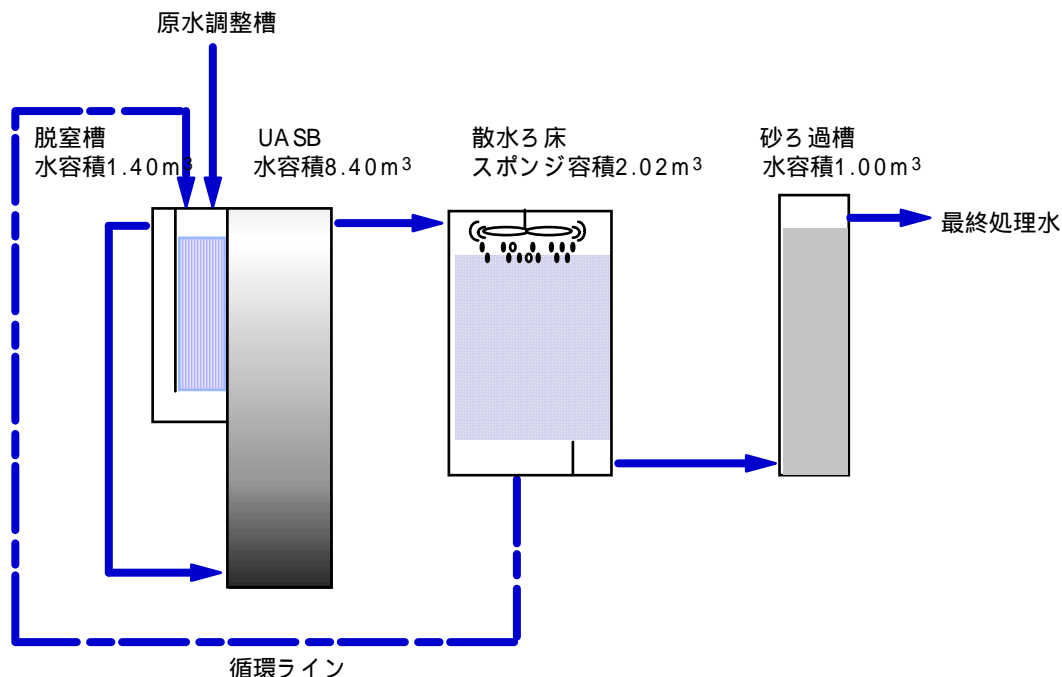 原水調整槽
脱窒槽
水容積1.40m³
UASB
水容積8.40m³
散水ろ床
スポンジ容積2.02m³
砂ろ過槽
水容積1.00m³
最終処理水
循環ライン